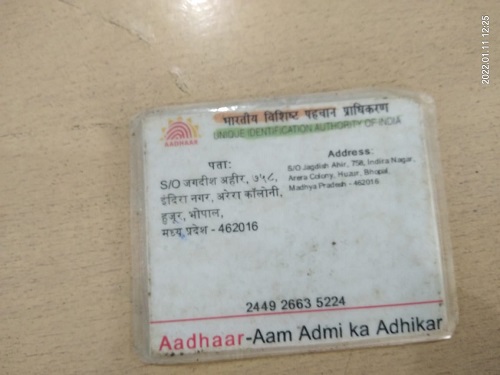 2022.01.11 12:25
भारतीय विशिष्ट पहचान प्राधिकरण
UNIQUE IDENTIFICATION AUTHORITY OF INDIA
AADHAAR
पता:
S/O जगदीश अहीर, ७५८,
इंदिरा नगर, अरेरा कॉलोनी,
हुजूर, भोपाल,
मध्य प्रदेश - 462016
Address:
S/O Jagdish Ahir, 758, Indira Nagar,
Arera Colony, Huzur, Bhopal,
Madhya Pradesh - 462016
2449 2663 5224
Aadhaar-Aam Admi ka Adhikar